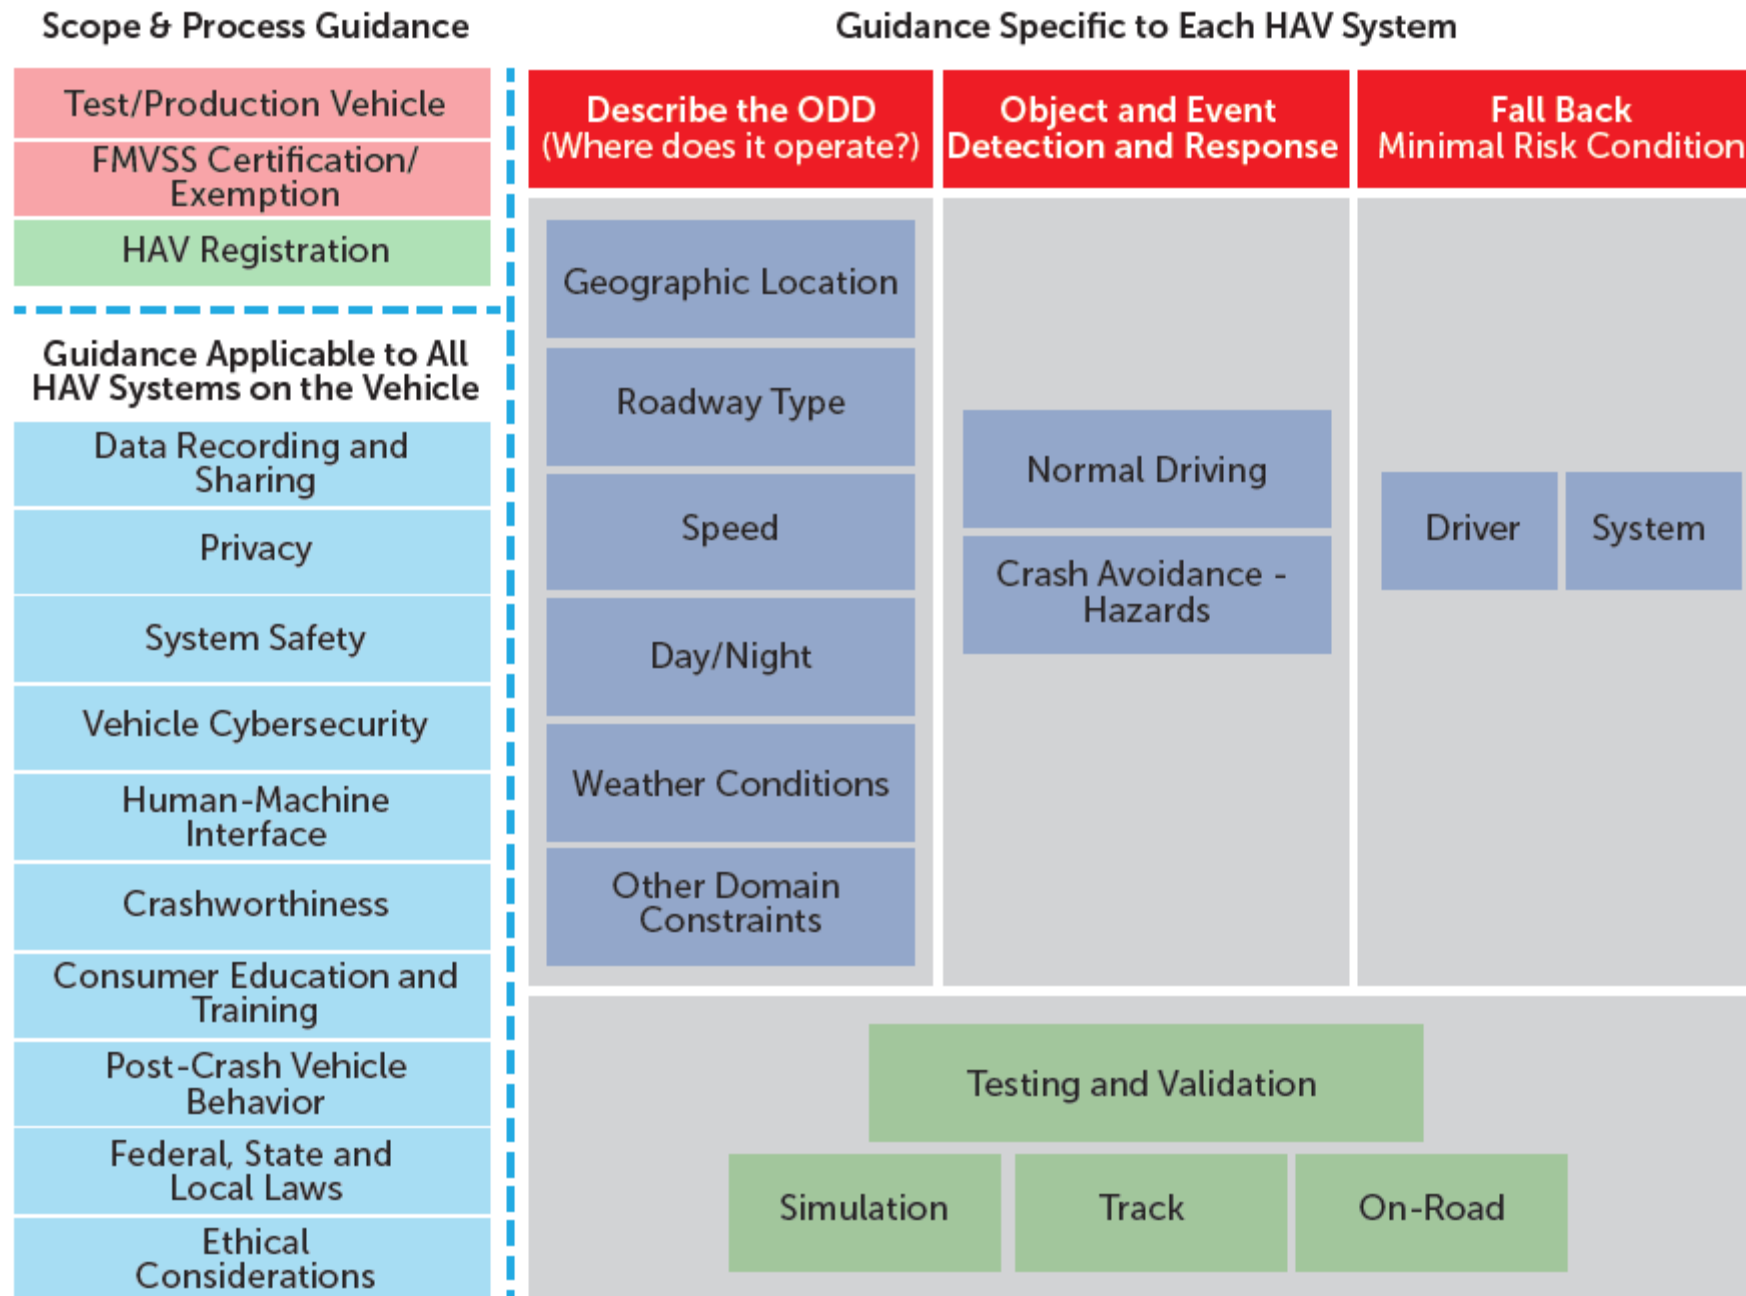 Scope & Process Guidance
Test/Production Vehicle
FMVSS Certification/
Exemption
HAV Registration
Guidance Applicable to All
HAV Systems on the Vehicle
Data Recording and
Sharing
Privacy
System Safety
Vehicle Cybersecurity
Human-Machine
Interface
Crashworthiness
Consumer Education and
Training
Post-Crash Vehicle
Behavior
Federal, State and
Local Laws
Ethical
Considerations
Guidance Specific to Each HAV System
Describe the ODD
(Where does it operate?)
Geographic Location
Roadway Type
Speed
Day/Night
Weather Conditions
Other Domain
Constraints
Object and Event
Detection and Response
Normal Driving
Crash Avoidance -
Hazards
Fall Back
Minimal Risk Condition
Driver
System
Testing and Validation
Simulation
Track
On-Road